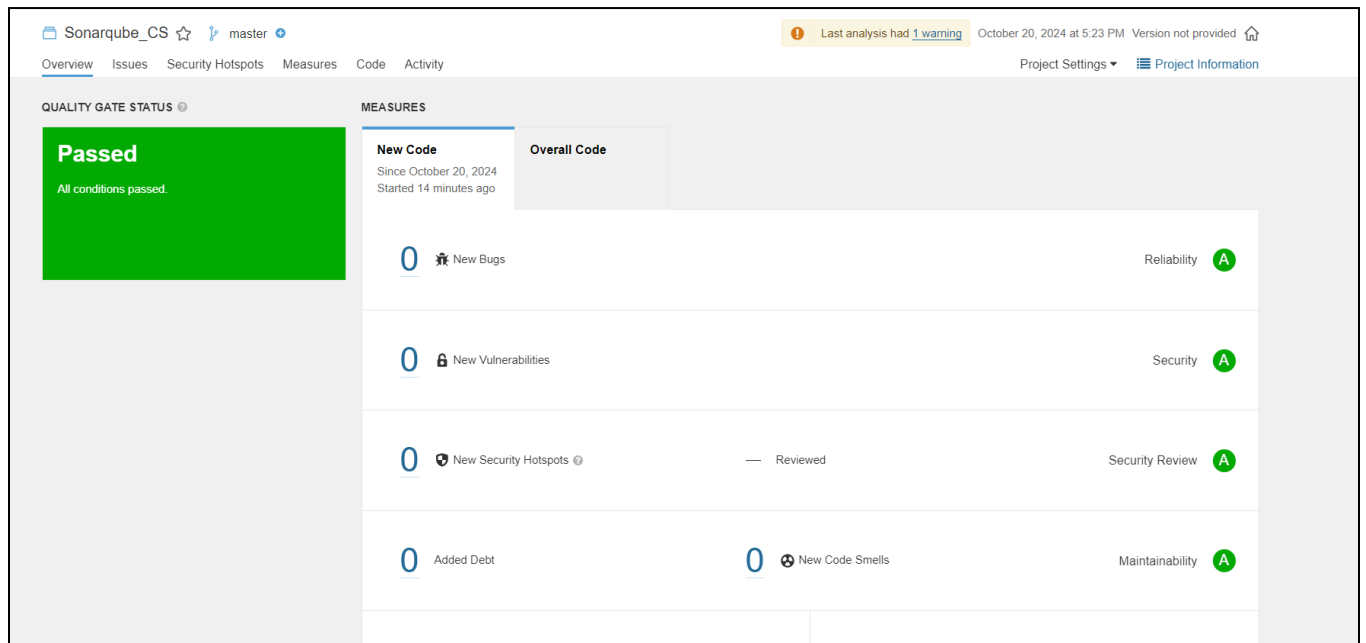 Sonarqube_CS master
Last analysis had 1 warning October 20, 2024 at 5:23 PM Version not provided
Overview Issues Security Hotspots Measures Code Activity
Project Settings Project Information
QUALITY GATE STATUS
Passed
All conditions passed.
MEASURES
New Code
Since October 20, 2024
Started 14 minutes ago
Overall Code
0 New Bugs Reliability A
0 New Vulnerabilities Security A
0 New Security Hotspots — Reviewed Security Review A
0 Added Debt 0 New Code Smells Maintainability A